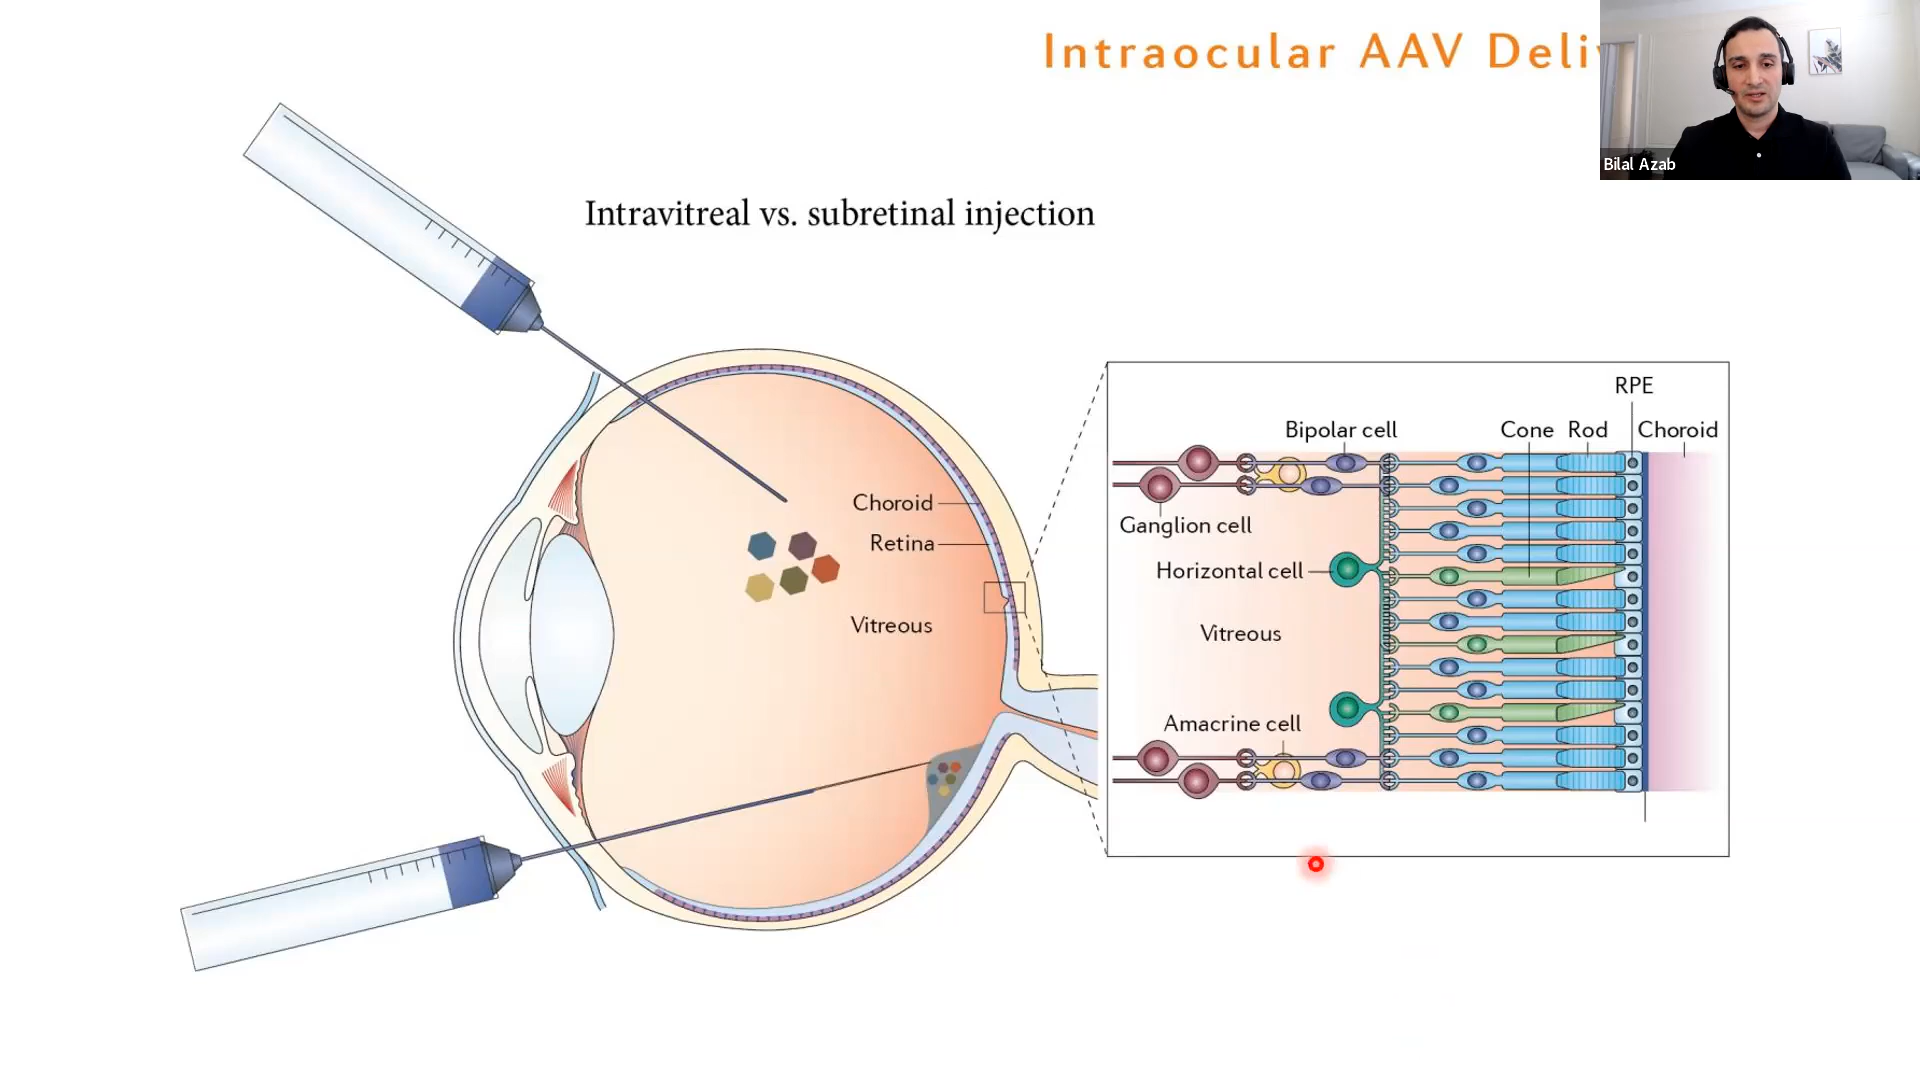 Intraocular AAV Deli
Bilal Azab
Intravitreal vs. subretinal injection
Choroid
Retina
Vitreous
RPE
Bipolar cell
Cone
Rod
Choroid
Ganglion cell
Horizontal cell
Vitreous
Amacrine cell